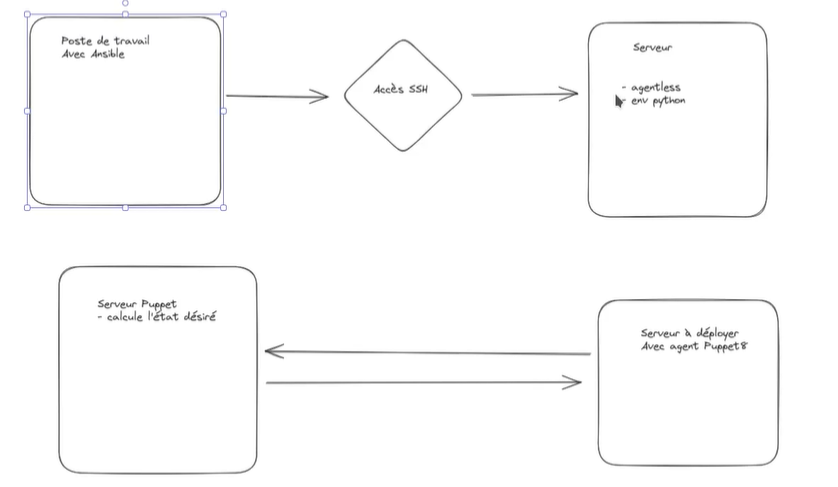 Poste de travail
Avec Ansible
Accès SSH
Serveur
- agentless
- env python
Serveur Puppet
- calcule l'état désiré
Serveur à déployer
Avec agent Puppet8